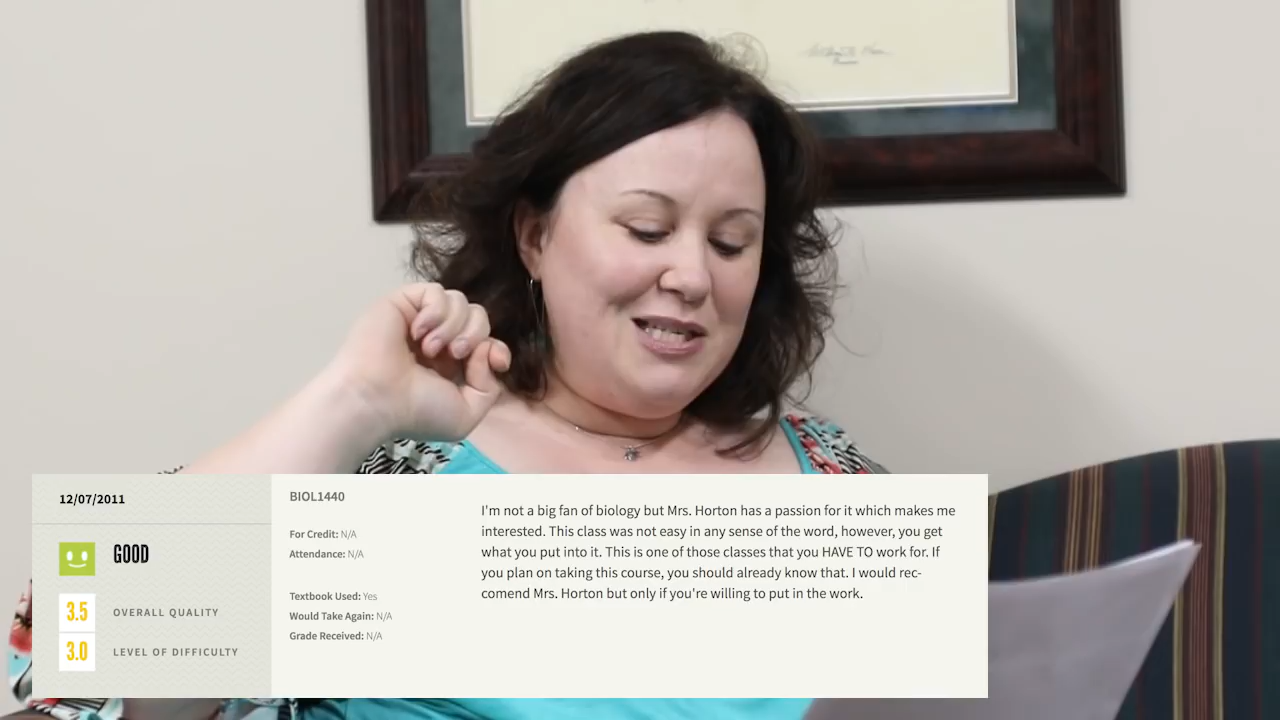 12/07/2011
GOOD
3.5 OVERALL QUALITY
3.0 LEVEL OF DIFFICULTY
BIOL1440
For Credit: N/A
Attendance: N/A
Textbook Used: Yes
Would Take Again: N/A
Grade Received: N/A
I'm not a big fan of biology but Mrs. Horton has a passion for it which makes me
interested. This class was not easy in any sense of the word, however, you get
what you put into it. This is one of those classes that you HAVE TO work for. If
you plan on taking this course, you should already know that. I would rec-
comend Mrs. Horton but only if you're willing to put in the work.